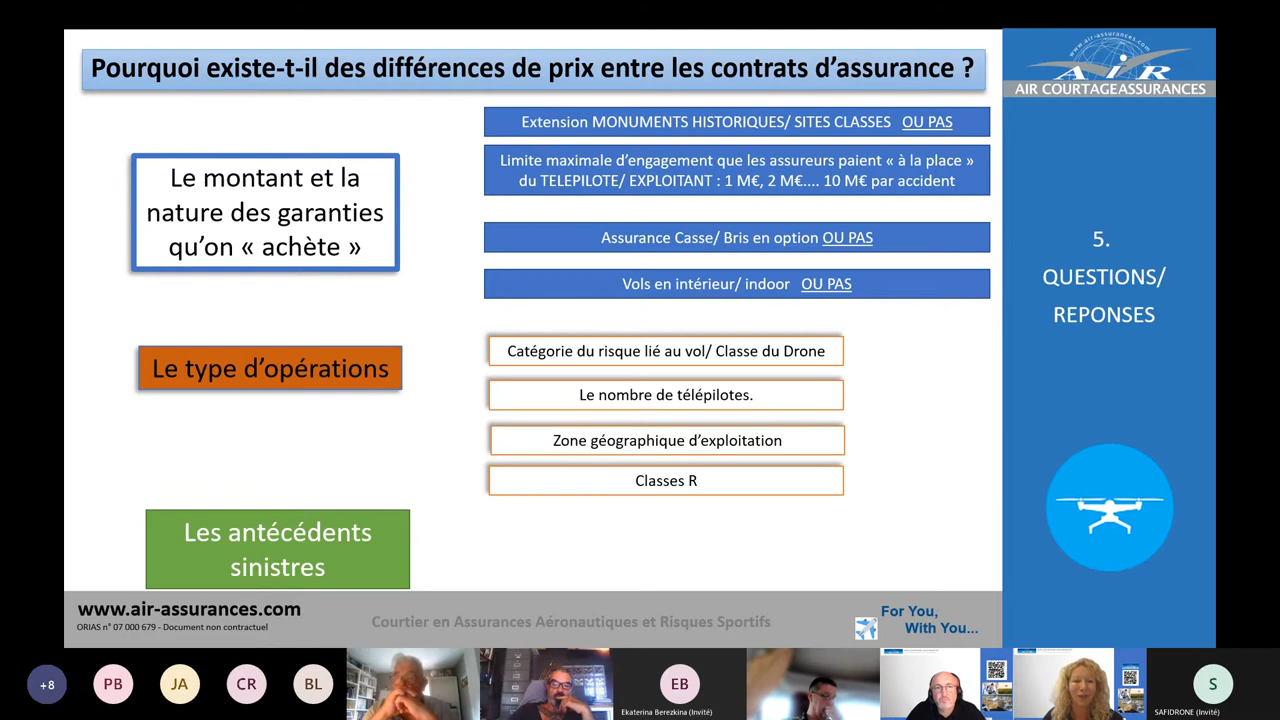 Pourquoi existe-t-il des différences de prix entre les contrats d’assurance ?
www.air-assurances.com
AIR
AIR COURTAGEASSURANCES
Le montant et la
nature des garanties
qu’on « achète »
Extension MONUMENTS HISTORIQUES/ SITES CLASSES OU PAS
Limite maximale d’engagement que les assureurs paient « à la place »
du TELEPILOTE/ EXPLOITANT : 1 M€, 2 M€.... 10 M€ par accident
Assurance Casse/ Bris en option OU PAS
Vols en intérieur/ indoor OU PAS
5.
QUESTIONS/
REPONSES
Le type d’opérations
Catégorie du risque lié au vol/ Classe du Drone
Le nombre de télépilotes.
Zone géographique d’exploitation
Classes R
Les antécédents
sinistres
www.air-assurances.com
ORIAS n° 07 000 679 - Document non contractuel
Courtier en Assurances Aéronautiques et Risques Sportifs
For You,
With You...
+8
PB
JA
CR
BL
EB
Ekaterina Berezkina (Invité)
S
SAFIDRONE (Invité)